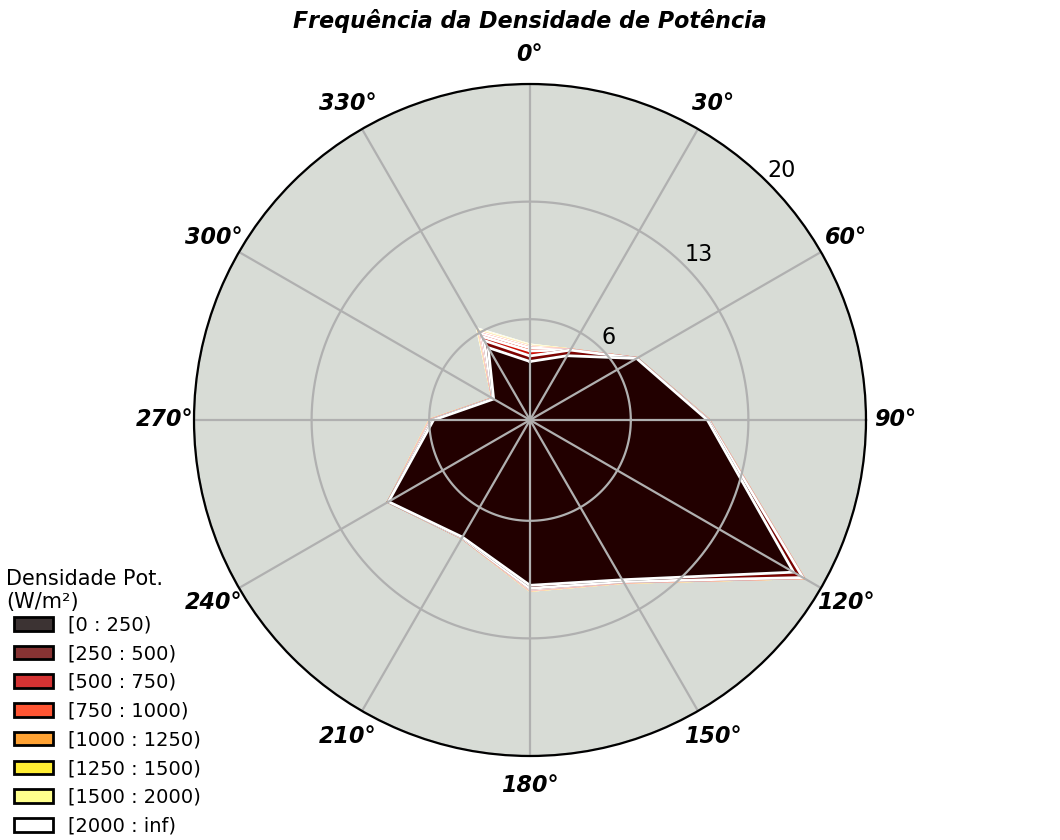 Frequência da Densidade de Potência
0°
330°
30°
20
300°
60°
13
6
270°
90°
240°
120°
210°
150°
180°
Densidade Pot.
(W/m²)
[0 : 250)
[250 : 500)
[500 : 750)
[750 : 1000)
[1000 : 1250)
[1250 : 1500)
[1500 : 2000)
[2000 : inf)